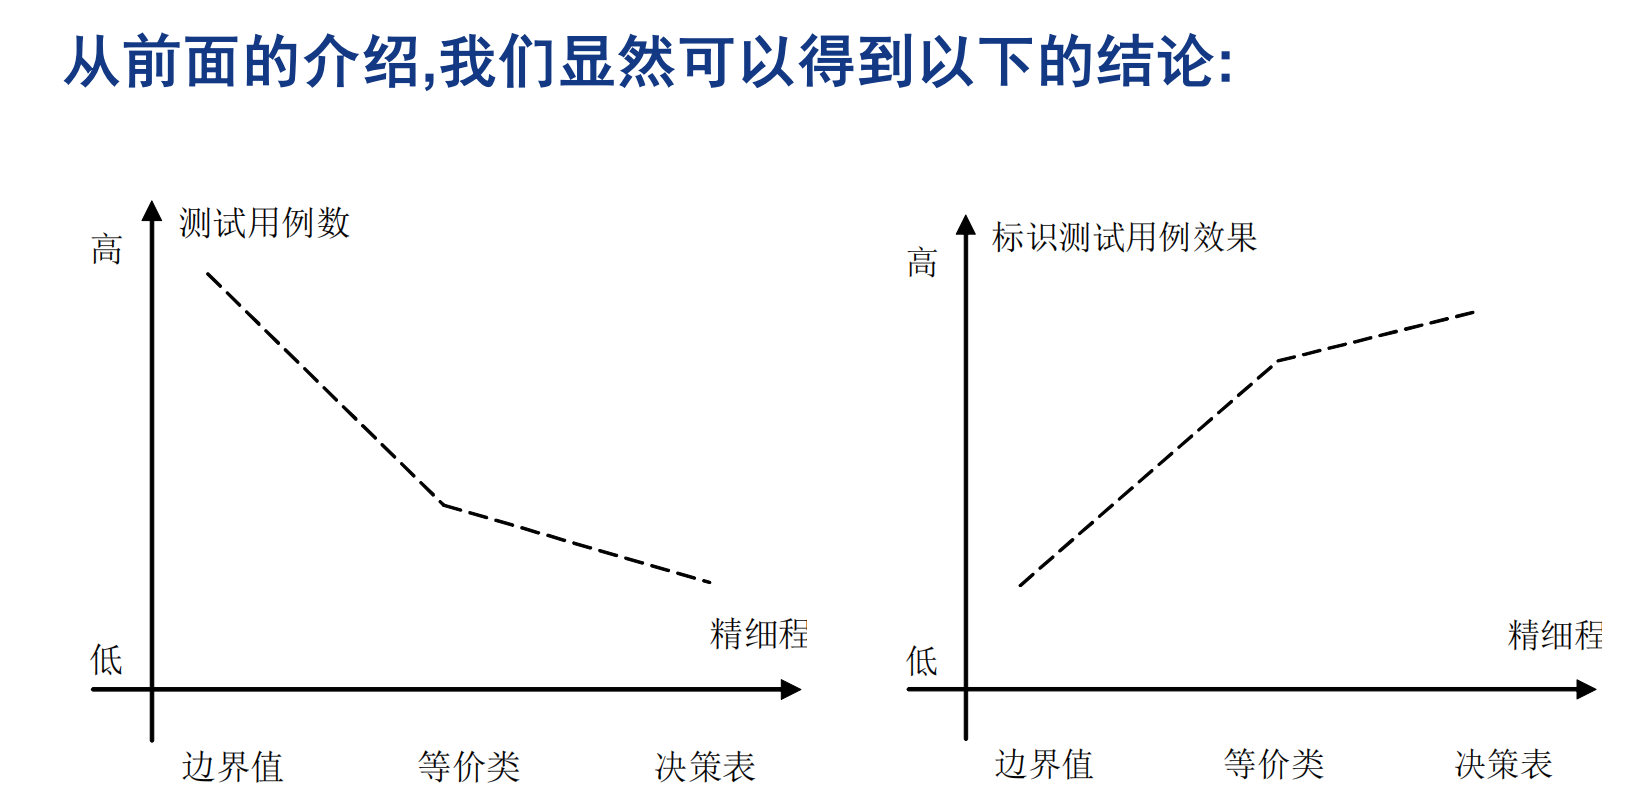 从前面的介绍,我们显然可以得到以下的结论:
测试用例数
高
低
精细程
边界值 等价类 决策表
标识测试用例效果
高
低
精细程
边界值 等价类 决策表